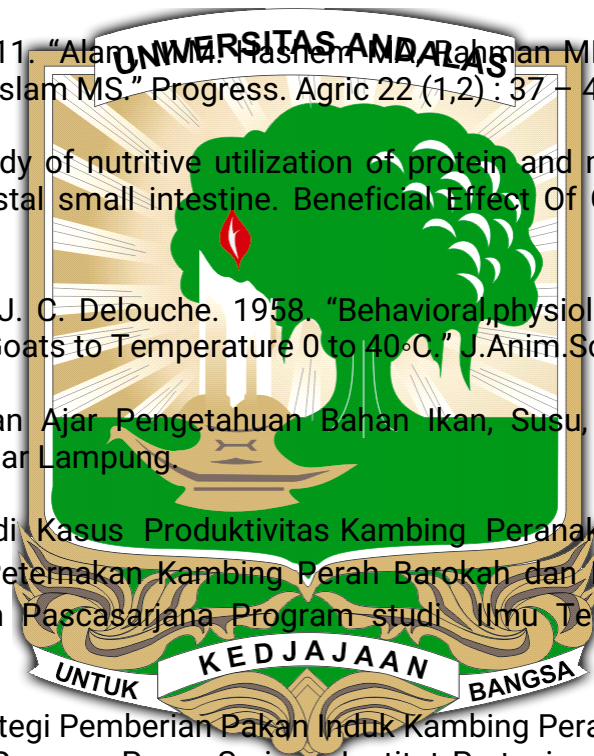 UNIVERSITAS ANDALAS
11. “Alam, M.M. Hashem MA, Rahman M
slam MS.” Progress. Agric 22 (1,2) : 37 – 4
dy of nutritive utilization of protein and
stal small intestine. Beneficial Effect Of
J. C. Delouche. 1958. “Behavioral,physiol
Goats to Temperature 0 to 40◦C.” J.Anim.Sc
an Ajar Pengetahuan Bahan Ikan, Susu,
ar Lampung.
di Kasus Produktivitas Kambing Peranak
Peternakan Kambing Perah Barokah dan
Pascasarjana Program studi Ilmu Te
UNTUK KEDJAJAAN BANGSA
tegi Pemberian Pakan Induk Kambing Pera